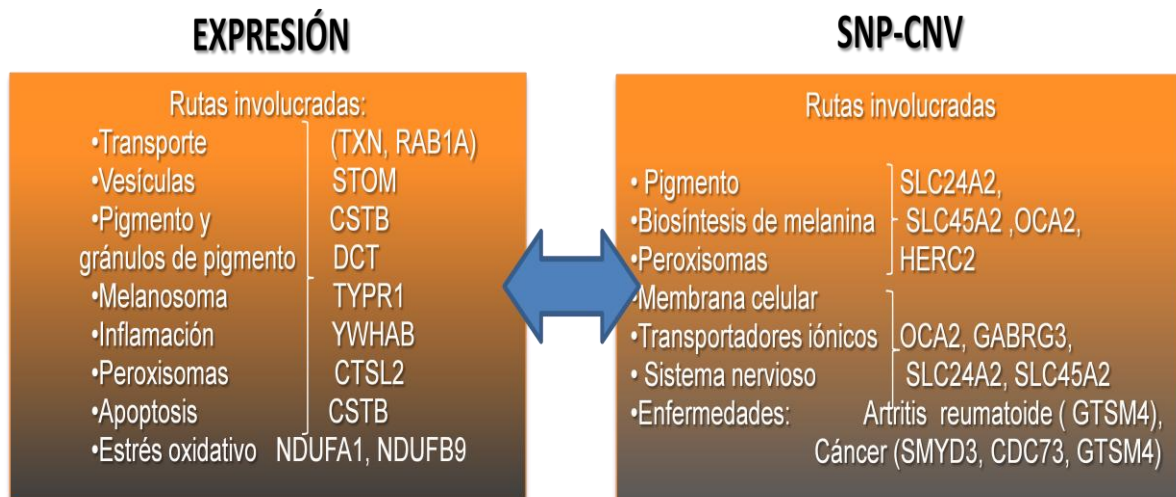 EXPRESIÓN
Rutas involucradas:
•Transporte (TXN, RAB1A)
•Vesículas STOM
•Pigmento y CSTB
gránulos de pigmento DCT
•Melanosoma TYPR1
•Inflamación YWHAB
•Peroxisomas CTSL2
•Apoptosis CSTB
•Estrés oxidativo NDUFA1, NDUFB9
SNP-CNV
Rutas involucradas
• Pigmento SLC24A2,
•Biosíntesis de melanina SLC45A2 ,OCA2,
•Peroxisomas HERC2
•Membrana celular
•Transportadores iónicos OCA2, GABRG3,
• Sistema nervioso SLC24A2, SLC45A2
•Enfermedades: Artritis reumatoide ( GTSM4),
Cáncer (SMYD3, CDC73, GTSM4)